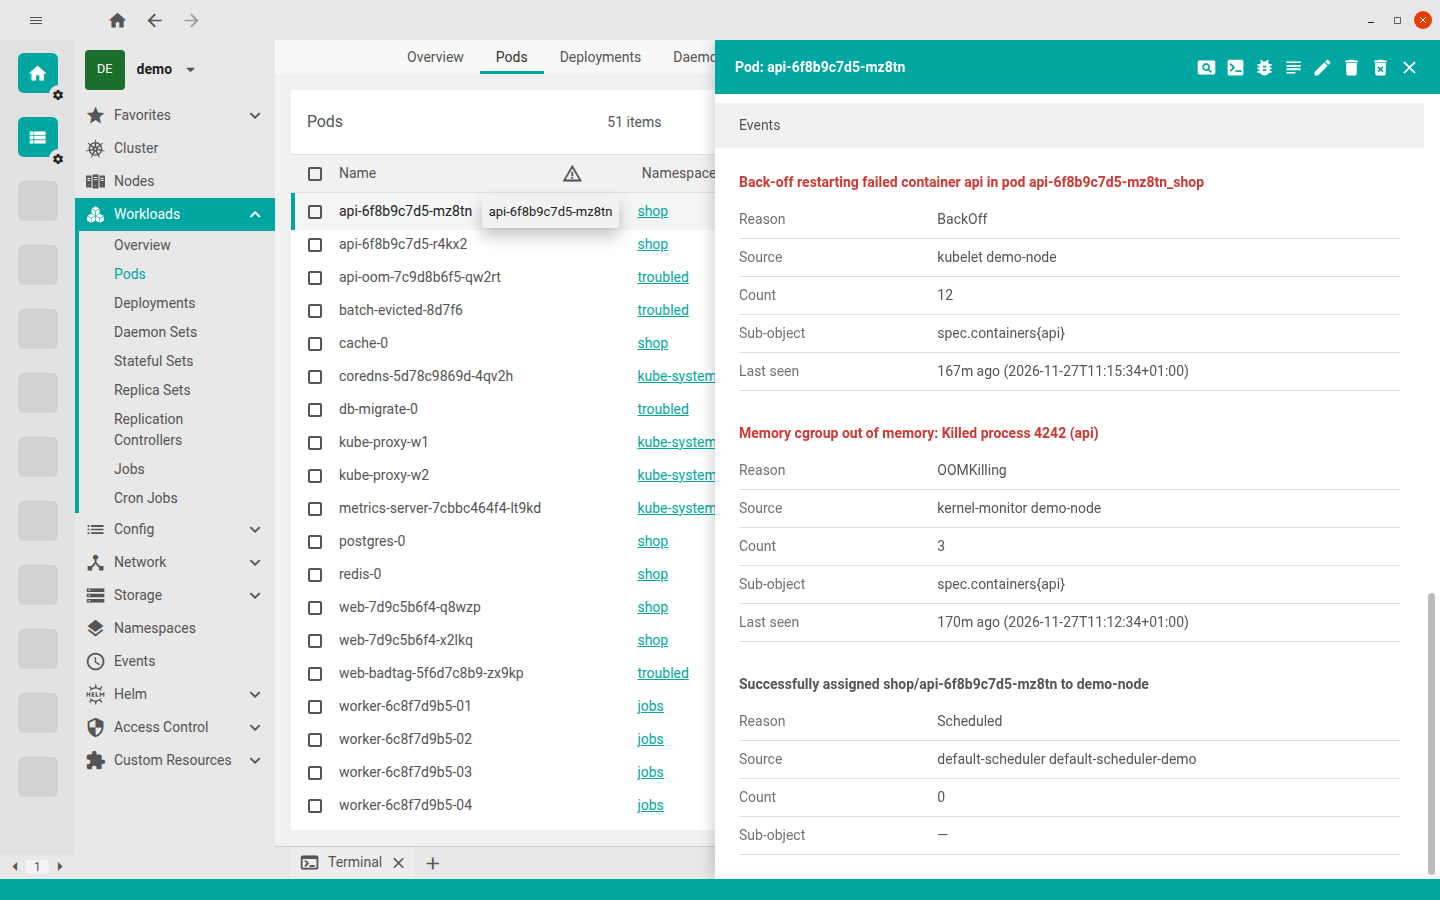 DE
demo
Favorites
Cluster
Nodes
Workloads
Overview
Pods
Deployments
Daemon Sets
Stateful Sets
Replica Sets
Replication
Controllers
Jobs
Cron Jobs
Config
Network
Storage
Namespaces
Events
HELM
Helm
Access Control
Custom Resources
1
Overview
Pods
Deployments
Daemo
Pods
51 items
Name
Namespace
api-6f8b9c7d5-mz8tn
api-6f8b9c7d5-mz8tn
shop
api-6f8b9c7d5-r4kx2
shop
api-oom-7c9d8b6f5-qw2rt
troubled
batch-evicted-8d7f6
troubled
cache-0
shop
coredns-5d78c9869d-4qv2h
kube-system
db-migrate-0
troubled
kube-proxy-w1
kube-system
kube-proxy-w2
kube-system
metrics-server-7cbbc464f4-lt9kd
kube-system
postgres-0
shop
redis-0
shop
web-7d9c5b6f4-q8wzp
shop
web-7d9c5b6f4-x2lkq
shop
web-badtag-5f6d7c8b9-zx9kp
troubled
worker-6c8f7d9b5-01
jobs
worker-6c8f7d9b5-02
jobs
worker-6c8f7d9b5-03
jobs
worker-6c8f7d9b5-04
jobs
Terminal
Pod: api-6f8b9c7d5-mz8tn
Events
Back-off restarting failed container api in pod api-6f8b9c7d5-mz8tn_shop
Reason
BackOff
Source
kubelet demo-node
Count
12
Sub-object
spec.containers{api}
Last seen
167m ago (2026-11-27T11:15:34+01:00)
Memory cgroup out of memory: Killed process 4242 (api)
Reason
OOMKilling
Source
kernel-monitor demo-node
Count
3
Sub-object
spec.containers{api}
Last seen
170m ago (2026-11-27T11:12:34+01:00)
Successfully assigned shop/api-6f8b9c7d5-mz8tn to demo-node
Reason
Scheduled
Source
default-scheduler default-scheduler-demo
Count
0
Sub-object
—